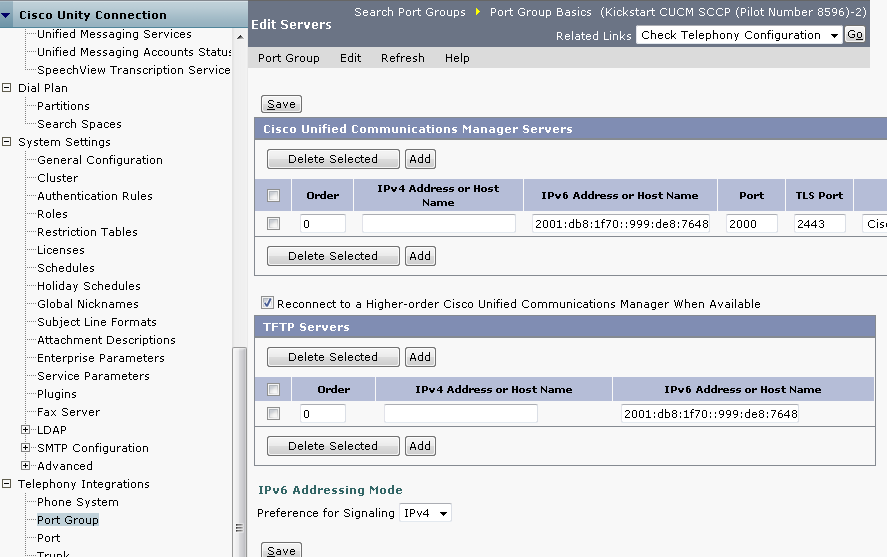 Cisco Unity Connection
Unified Messaging Services
Unified Messaging Accounts Status
SpeechView Transcription Service
Dial Plan
Partitions
Search Spaces
System Settings
General Configuration
Cluster
Authentication Rules
Roles
Restriction Tables
Licenses
Schedules
Holiday Schedules
Global Nicknames
Subject Line Formats
Attachment Descriptions
Enterprise Parameters
Service Parameters
Plugins
Fax Server
LDAP
SMTP Configuration
Advanced
Telephony Integrations
Phone System
Port Group
Port
Trunk
Edit Servers
Search Port Groups Port Group Basics (Kickstart CUCM SCCP (Pilot Number 8596)-2)
Related Links Check Telephony Configuration Go
Port Group Edit Refresh Help
Save
Cisco Unified Communications Manager Servers
Delete Selected Add
Order IPv4 Address or Host Name IPv6 Address or Host Name Port TLS Port
0 2001:db8:1f70::999:de8:7648 2000 2443 Cisc
Delete Selected Add
Reconnect to a Higher-order Cisco Unified Communications Manager When Available
TFTP Servers
Delete Selected Add
Order IPv4 Address or Host Name IPv6 Address or Host Name
0 2001:db8:1f70::999:de8:7648
Delete Selected Add
IPv6 Addressing Mode
Preference for Signaling IPv4
Save